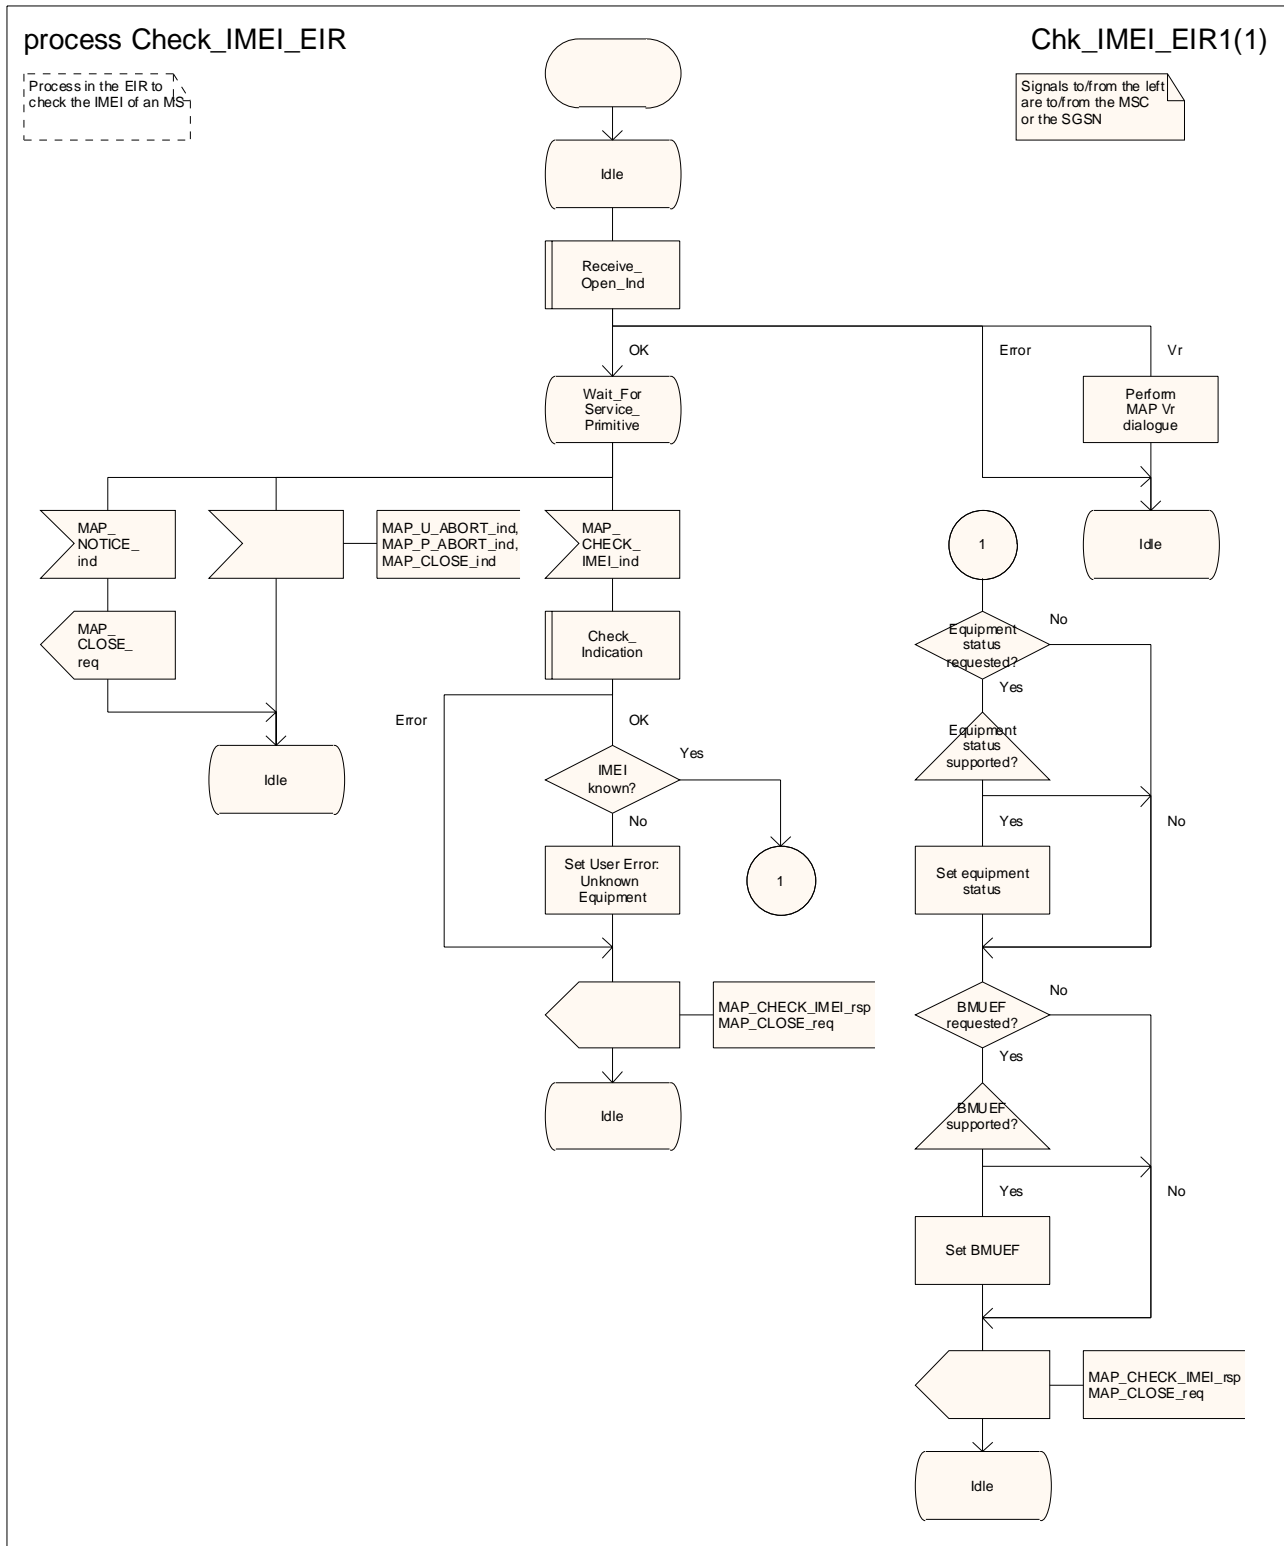 process Check_IMEI_EIR
Chk_IMEI_EIR1(1)
Process in the EIR to
check the IMEI of an MS
Signals to/from the left
are to/from the MSC
or the SGSN
Idle
Receive_
Open_Ind
OK
Error
Vr
Wait_For
Service_
Primitive
Perform
MAP Vr
dialogue
MAP_
NOTICE_
ind
MAP_U_ABORT_ind,
MAP_P_ABORT_ind,
MAP_CLOSE_ind
MAP_
CHECK_
IMEI_ind
1
Idle
MAP_
CLOSE_
req
Check_
Indication
Equipment
status
requested?
No
Yes
Error
OK
Equipment
status
supported?
Idle
IMEI
known?
Yes
No
Yes
No
Set User Error:
Unknown
Equipment
1
Set equipment
status
MAP_CHECK_IMEI_rsp
MAP_CLOSE_req
BMUEF
requested?
No
Yes
Idle
BMUEF
supported?
Yes
No
Set BMUEF
MAP_CHECK_IMEI_rsp
MAP_CLOSE_req
Idle